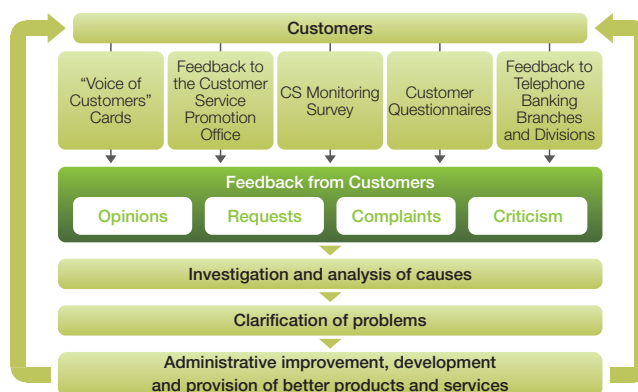 Customers
“Voice of
Customers”
Cards
Feedback to
the Customer
Service
Promotion
Office
CS Monitoring
Survey
Customer
Questionnaires
Feedback to
Telephone
Banking
Branches
and Divisions
Feedback from Customers
Opinions
Requests
Complaints
Criticism
Investigation and analysis of causes
Clarification of problems
Administrative improvement, development
and provision of better products and services